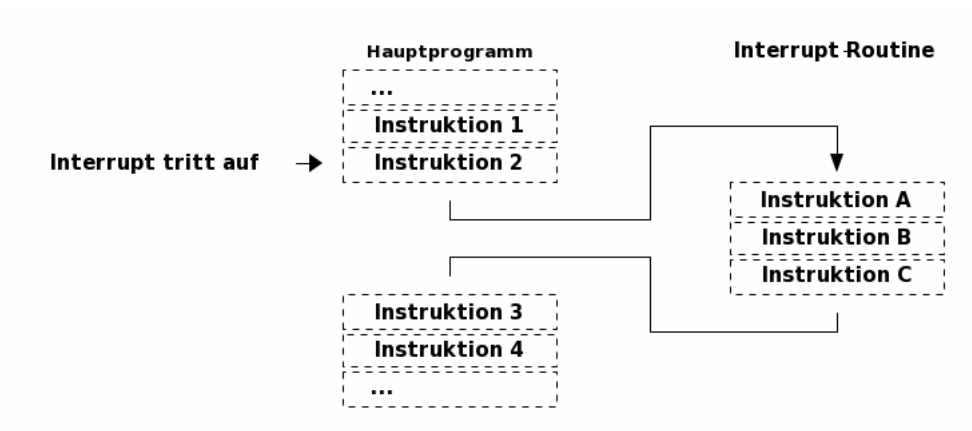 Hauptprogramm
Interrupt-Routine
...
Instruktion 1
Interrupt tritt auf
Instruktion 2
Instruktion A
Instruktion B
Instruktion C
Instruktion 3
Instruktion 4
...